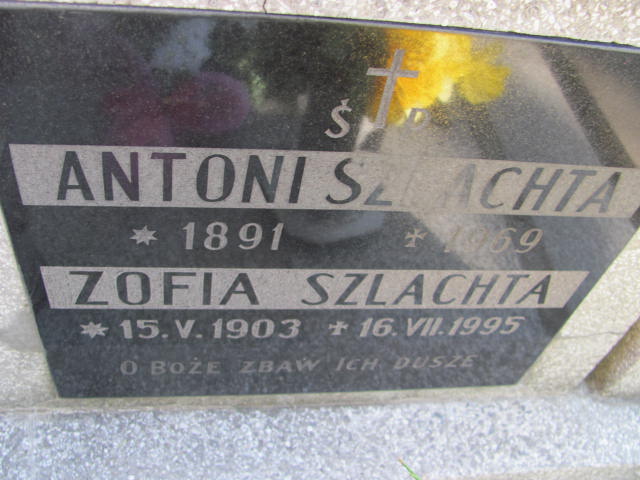 Ś P
ANTONI SZLACHTA
* 1891 + 1969
ZOFIA SZLACHTA
* 15.V.1903 + 16.VII.1995
O BOŻE ZBAW ICH DUSZE